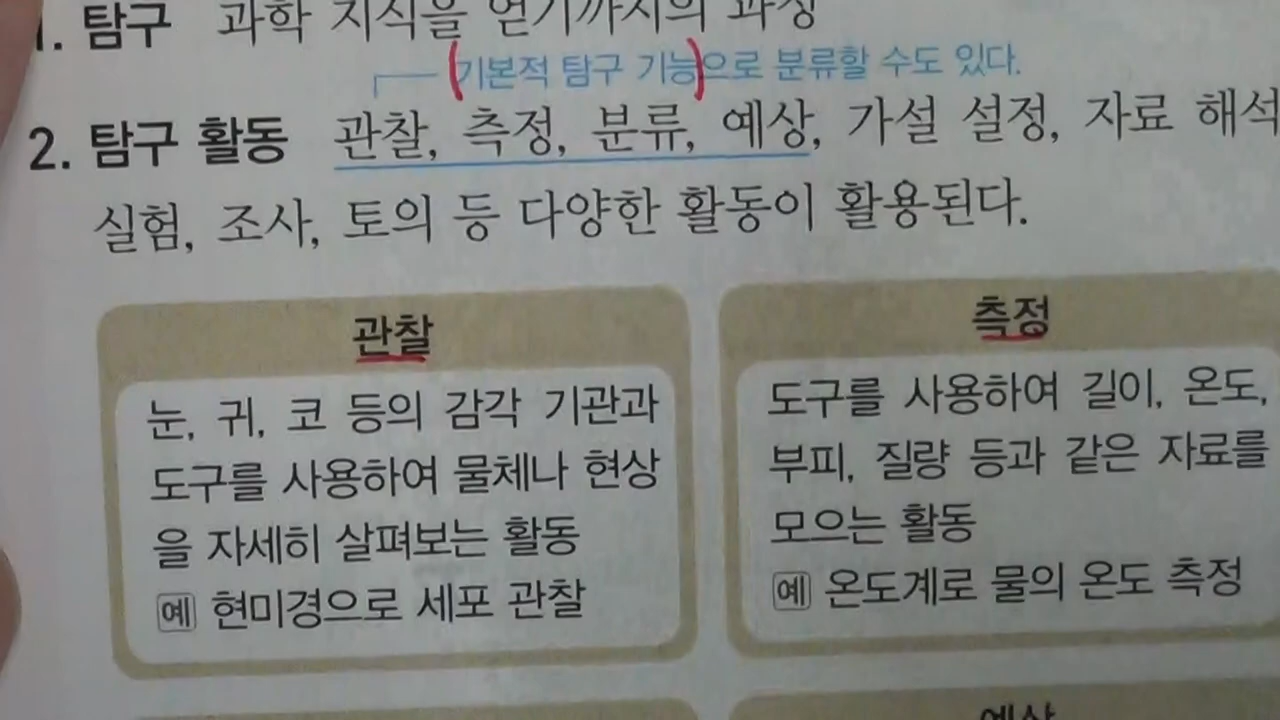 1. 탐구 과학 지식을 얻기까지의 과정
기본적 탐구 기능으로 분류할 수도 있다.
2. 탐구 활동 관찰, 측정, 분류, 예상, 가설 설정, 자료 해석
실험, 조사, 토의 등 다양한 활동이 활용된다.
관찰
눈, 귀, 코 등의 감각 기관과
도구를 사용하여 물체나 현상
을 자세히 살펴보는 활동
예 현미경으로 세포 관찰
측정
도구를 사용하여 길이, 온도,
부피, 질량 등과 같은 자료를
모으는 활동
예 온도계로 물의 온도 측정
예상